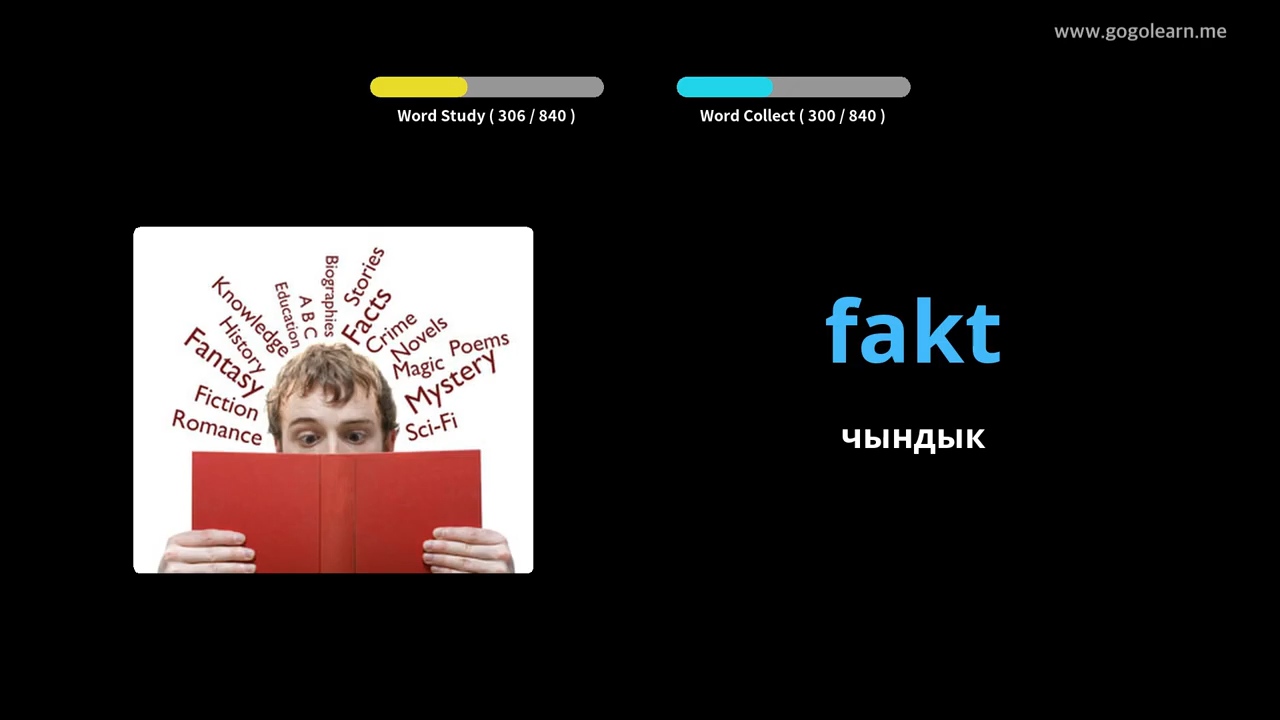 www.gogolearn.me
Word Study ( 306 / 840 )
Word Collect ( 300 / 840 )
Biographies
Stories
Education
A B C
Facts
Knowledge
History
Crime
Novels
Poems
Fantasy
Magic
Mystery
Fiction
Romance
Sci-Fi
fakt
чындык